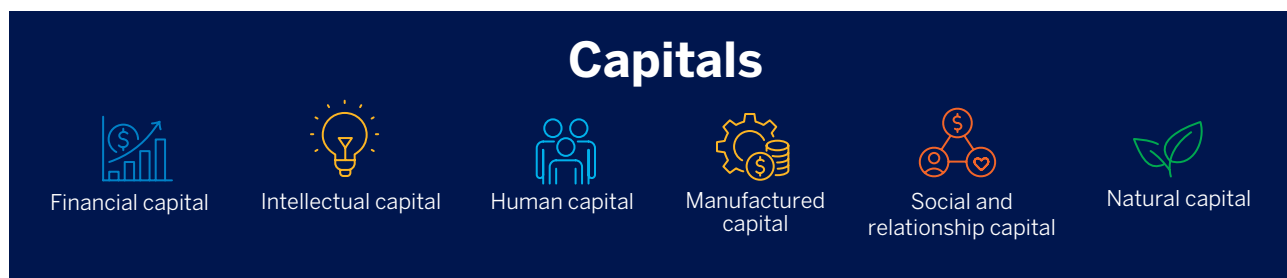 Capitals
$
$
$
Financial capital
Intellectual capital
Human capital
Manufactured
capital
Social and
relationship capital
Natural capital